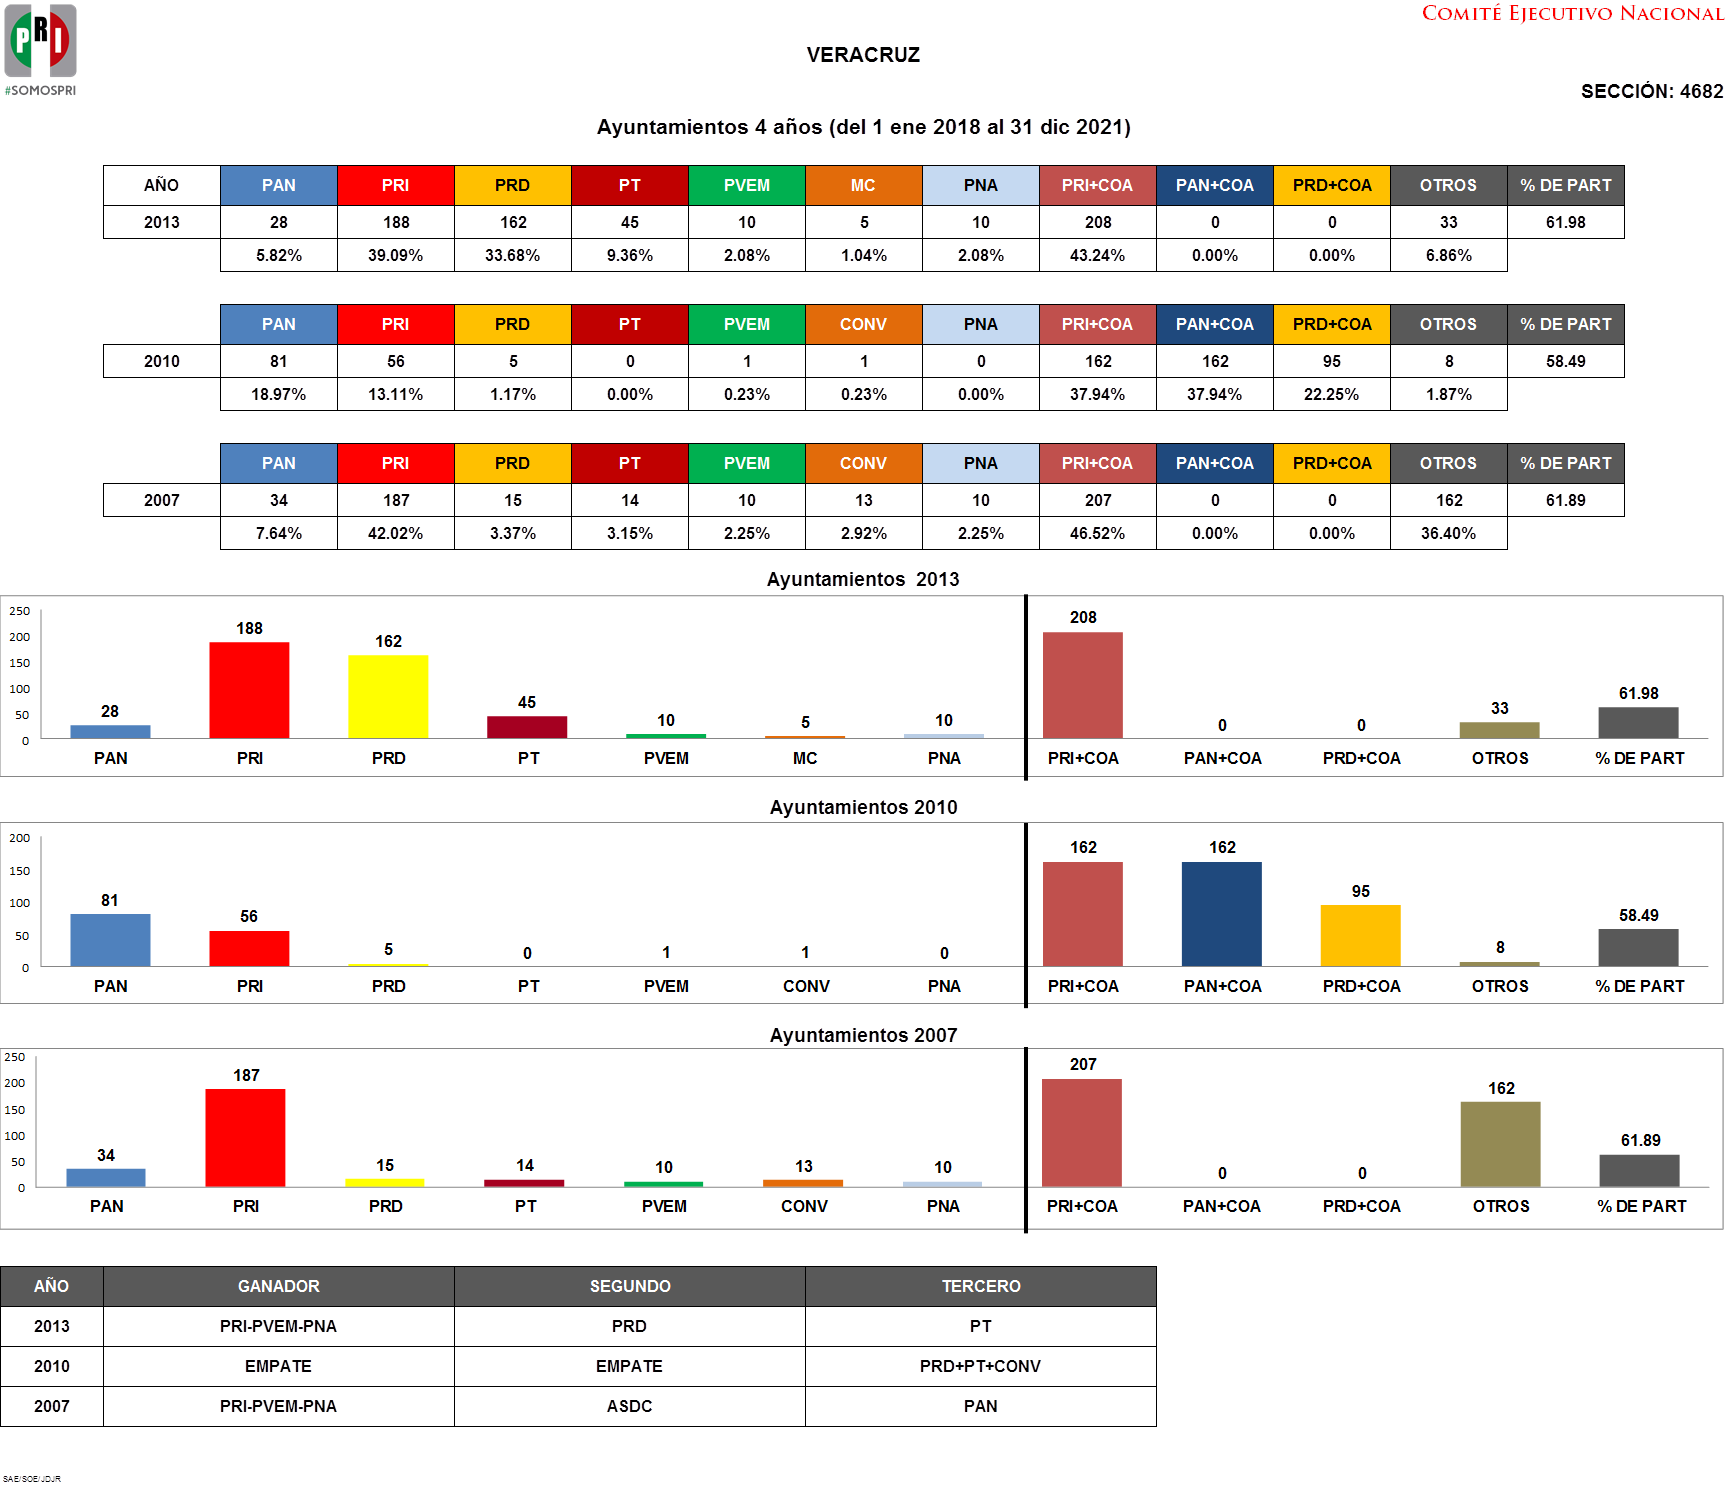 PRI
#SOMOSPRI
COMITÉ EJECUTIVO NACIONAL
VERACRUZ
SECCIÓN: 4682
Ayuntamientos 4 años (del 1 ene 2018 al 31 dic 2021)
AÑO PAN PRI PRD PT PVEM MC PNA PRI+COA PAN+COA PRD+COA OTROS % DE PART
2013 28 188 162 45 10 5 10 208 0 0 33 61.98
5.82% 39.09% 33.68% 9.36% 2.08% 1.04% 2.08% 43.24% 0.00% 0.00% 6.86%
PAN PRI PRD PT PVEM CONV PNA PRI+COA PAN+COA PRD+COA OTROS % DE PART
2010 81 56 5 0 1 1 0 162 162 95 8 58.49
18.97% 13.11% 1.17% 0.00% 0.23% 0.23% 0.00% 37.94% 37.94% 22.25% 1.87%
PAN PRI PRD PT PVEM CONV PNA PRI+COA PAN+COA PRD+COA OTROS % DE PART
2007 34 187 15 14 10 13 10 207 0 0 162 61.89
7.64% 42.02% 3.37% 3.15% 2.25% 2.92% 2.25% 46.52% 0.00% 0.00% 36.40%
Ayuntamientos 2013
250
200
150
100
50
0
28 188 162 45 10 5 10 208 0 0 33 61.98
PAN PRI PRD PT PVEM MC PNA PRI+COA PAN+COA PRD+COA OTROS % DE PART
Ayuntamientos 2010
200
150
100
50
0
81 56 5 0 1 1 0 162 162 95 8 58.49
PAN PRI PRD PT PVEM CONV PNA PRI+COA PAN+COA PRD+COA OTROS % DE PART
Ayuntamientos 2007
250
200
150
100
50
0
34 187 15 14 10 13 10 207 0 0 162 61.89
PAN PRI PRD PT PVEM CONV PNA PRI+COA PAN+COA PRD+COA OTROS % DE PART
AÑO GANADOR SEGUNDO TERCERO
2013 PRI-PVEM-PNA PRD PT
2010 EMPATE EMPATE PRD+PT+CONV
2007 PRI-PVEM-PNA ASDC PAN
SAE/SOE/JDJR